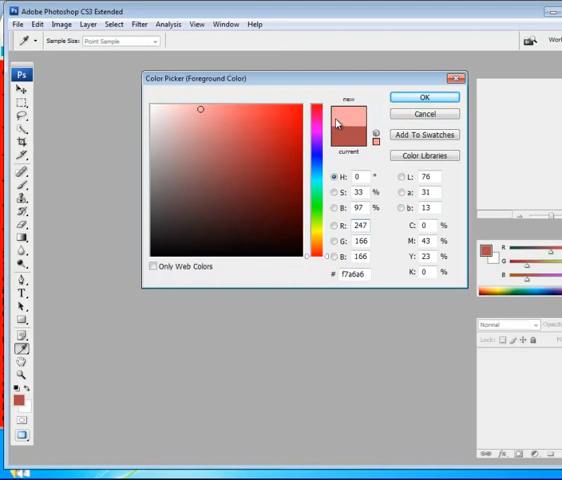 Adobe Photoshop CS3 Extended
File Edit Image Layer Select Filter Analysis View Window Help
Sample Size: Point Sample
Ps
Color Picker (Foreground Color)
new
current
OK
Cancel
Add To Swatches
Color Libraries
H: 0 ° L: 76
S: 33 % a: 31
B: 97 % b: 13
R: 247 C: 0 %
G: 166 M: 43 %
B: 166 Y: 23 %
# f7a6a6 K: 0 %
Only Web Colors
R
G
B
Normal
Lock: